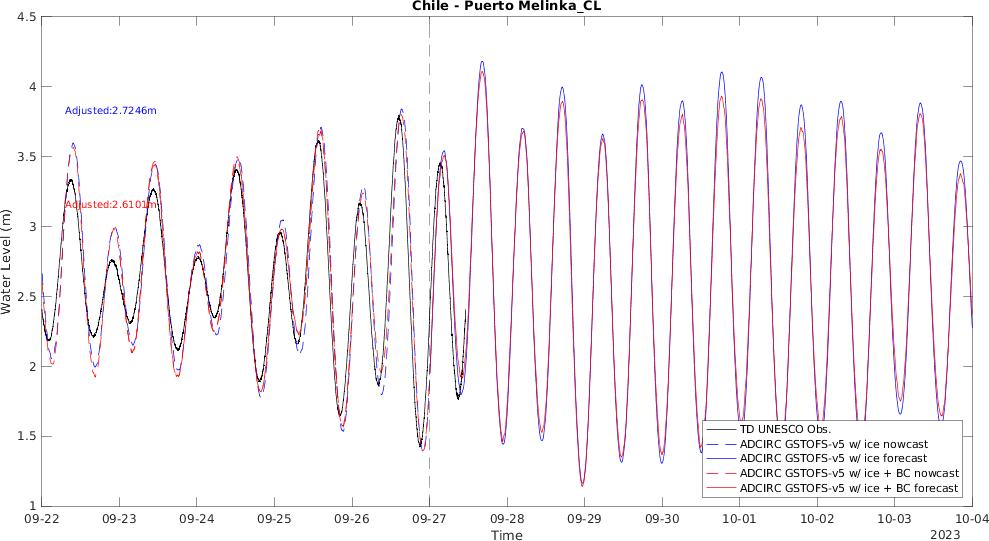 Chile - Puerto Melinka_CL
4.5
4
3.5
3
2.5
2
1.5
1
Water Level (m)
Adjusted:2.7246m
Adjusted:2.6101m
TD UNESCO Obs.
ADCIRC GSTOFS-v5 w/ ice nowcast
ADCIRC GSTOFS-v5 w/ ice forecast
ADCIRC GSTOFS-v5 w/ ice + BC nowcast
ADCIRC GSTOFS-v5 w/ ice + BC forecast
09-22 09-23 09-24 09-25 09-26 09-27 09-28 09-29 09-30 10-01 10-02 10-03 10-04
Time
2023